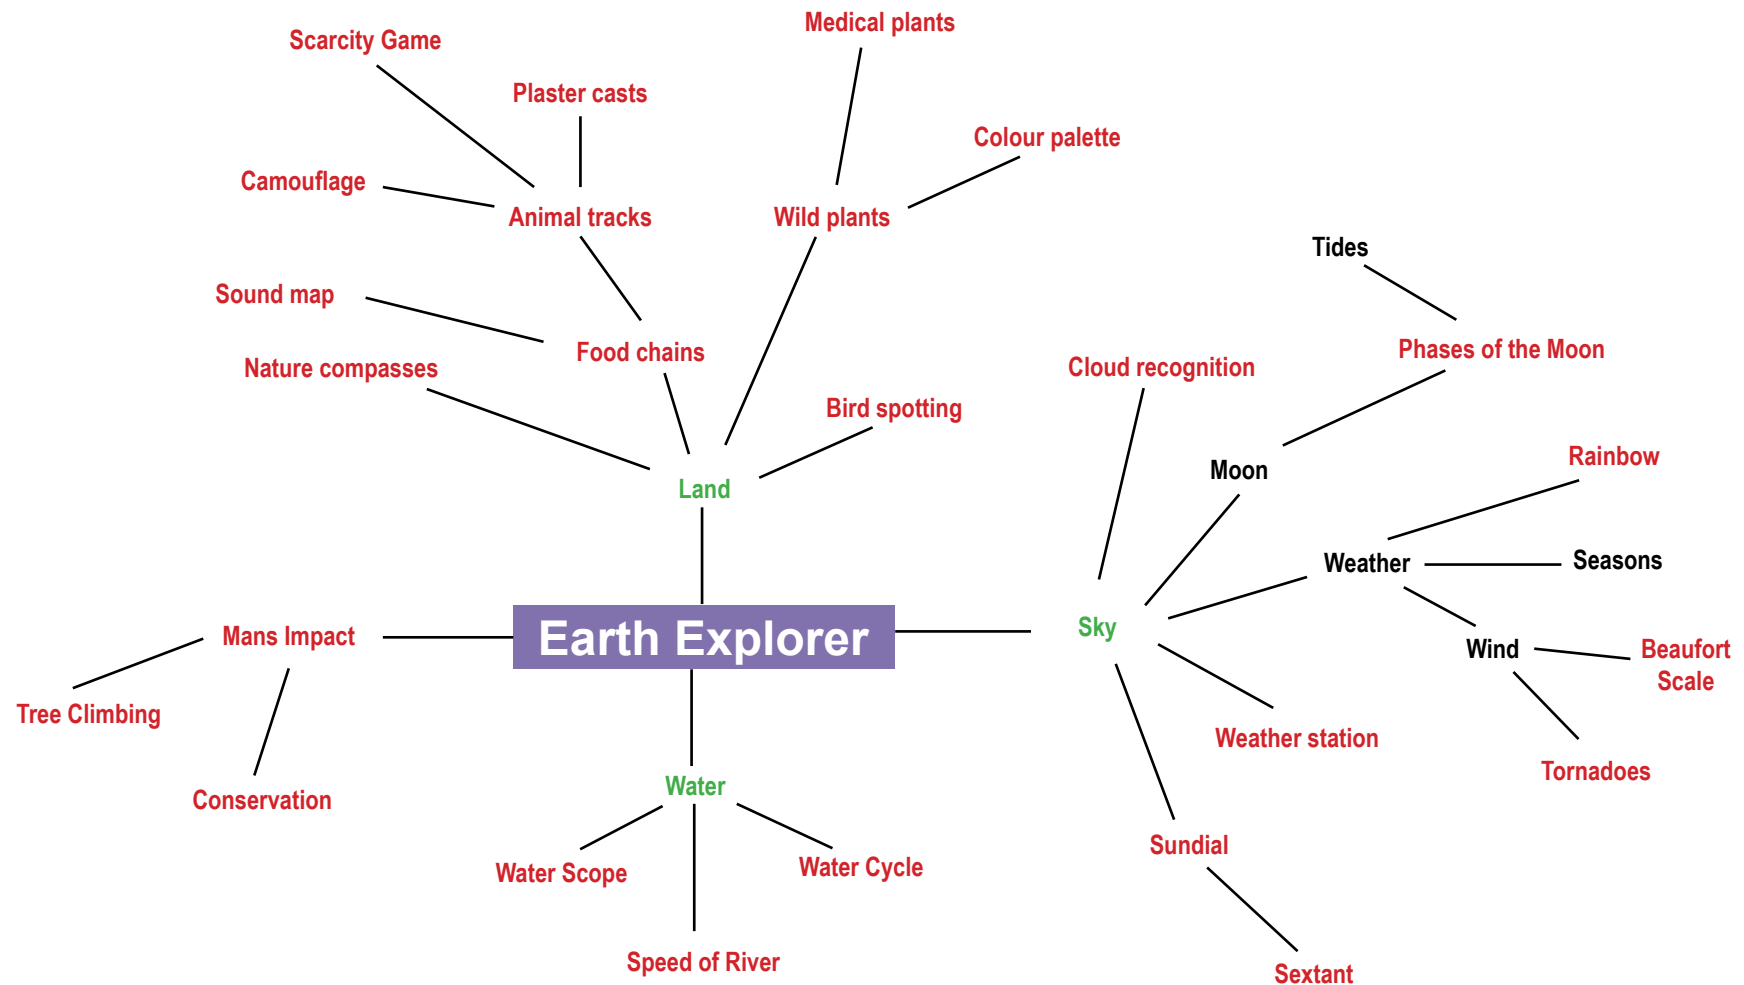 Medical plants
Scarcity Game
Plaster casts
Colour palette
Camouflage
Animal tracks
Wild plants
Tides
Sound map
Food chains
Phases of the Moon
Nature compasses
Cloud recognition
Bird spotting
Rainbow
Moon
Land
Weather
Seasons
Earth Explorer
Mans Impact
Sky
Wind
Beaufort
Scale
Tree Climbing
Weather station
Tornadoes
Water
Conservation
Sundial
Water Scope
Water Cycle
Speed of River
Sextant